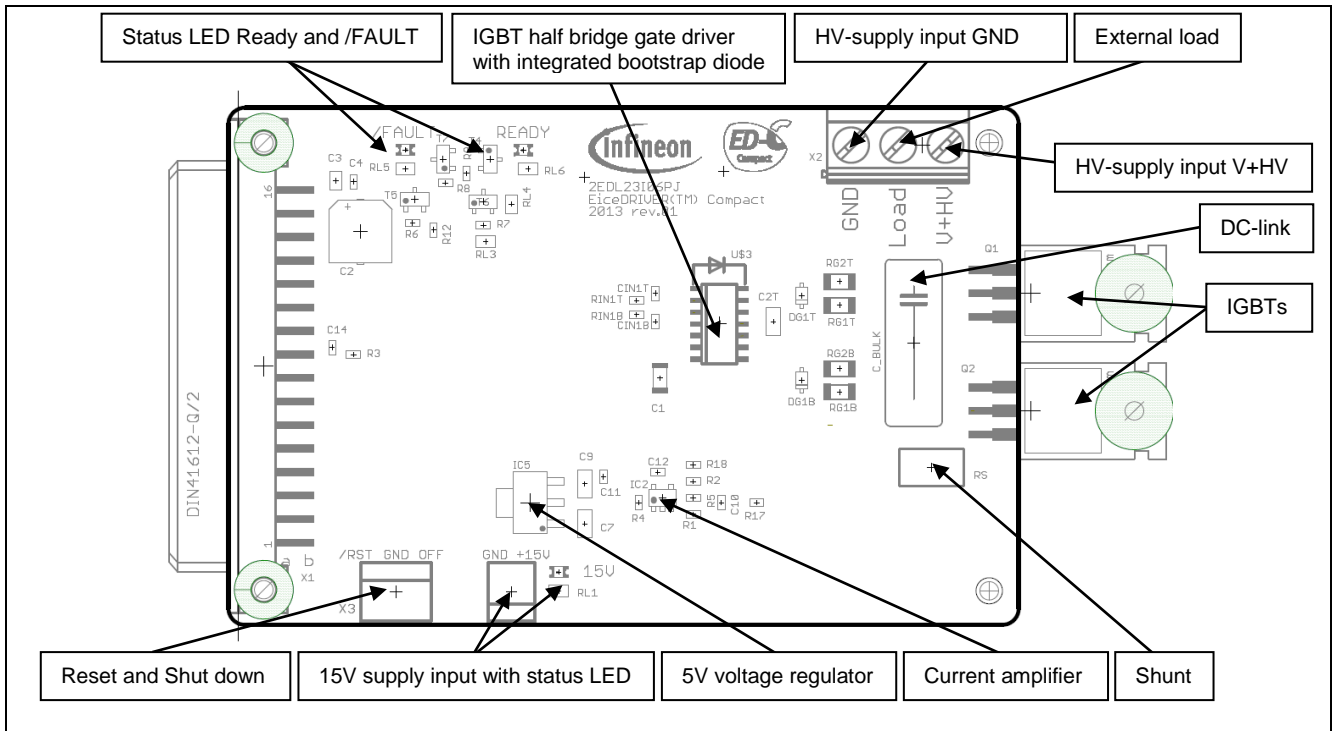 Status LED Ready and /FAULT
IGBT half bridge gate driver
with integrated bootstrap diode
HV-supply input GND
External load
HV-supply input V+HV
DC-link
IGBTs
/FAULT
T7
T4
READY
C3
C4
RL5
R8
RL6
T5
T6
RL4
R6
R12
R7
RL3
C2
16
Infineon
ED-
Compact
2EDL23I06PJ
EiceDRIVER(TM) Compact
2013 rev.01
X2
GND
Load
V+HV
U$3
CIN1T
RIN1T
RIN1B
CIN1B
C2T
DG1T
RG2T
RG1T
RG2B
RG1B
DG1B
C_BULK
Q1
Q2
C14
R3
C1
DIN41612-Q/2
IC5
C9
C11
C7
C12
IC2
R4
R18
R2
R5
R1
C10
R17
RS
1
a b
X1
/RST GND OFF
X3
GND +15V
15V
RL1
Reset and Shut down
15V supply input with status LED
5V voltage regulator
Current amplifier
Shunt